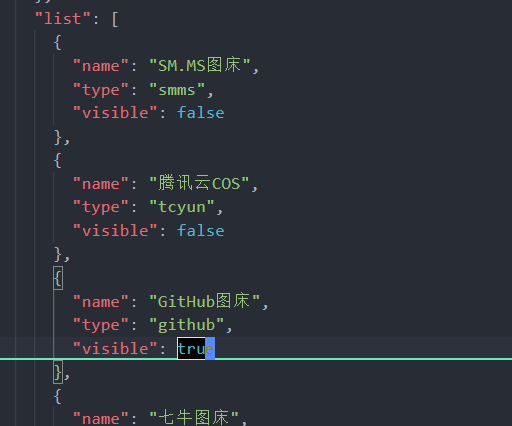 "list": [
{
"name": "SM.MS图床",
"type": "smms",
"visible": false
},
{
"name": "腾讯云COS",
"type": "tcyun",
"visible": false
},
{
"name": "GitHub图床",
"type": "github",
"visible": true
},
{
"name": "七牛图床",